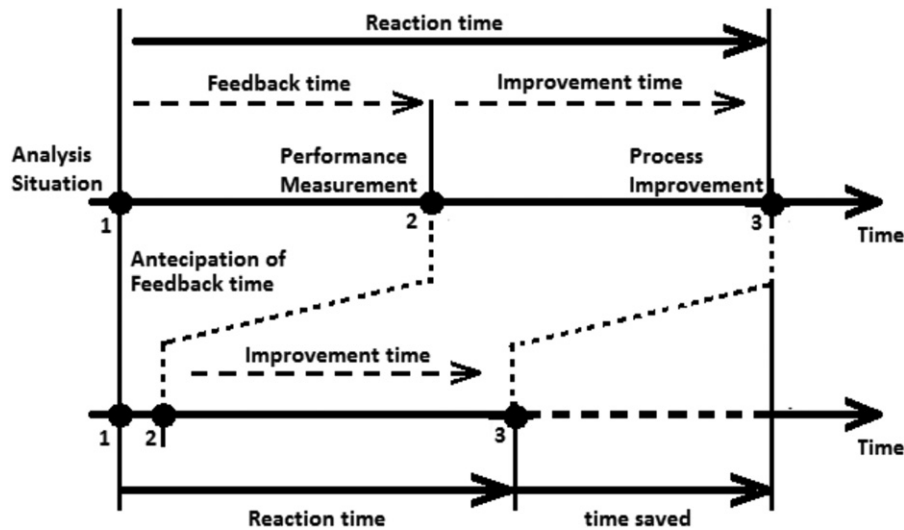 Reaction time
Feedback time
Improvement time
Analysis
Situation
Performance
Measurement
Process
Improvement
1
2
3
Time
Antecipation of
Feedback time
Improvement time
1
2
3
Time
Reaction time
time saved